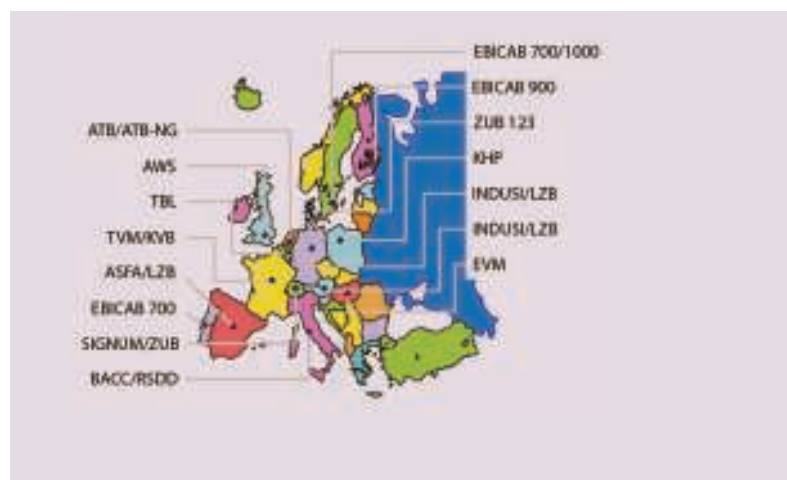 EBICAB 700/1000
EBICAB 900
ATB/ATB-NG
ZUB 123
AWS
KHP
TBL
INDUSI/LZB
TVM/KVB
INDUSI/LZB
ASFA/LZB
EVM
EBICAB 700
SIGNUM/ZUB
BACC/RSDD